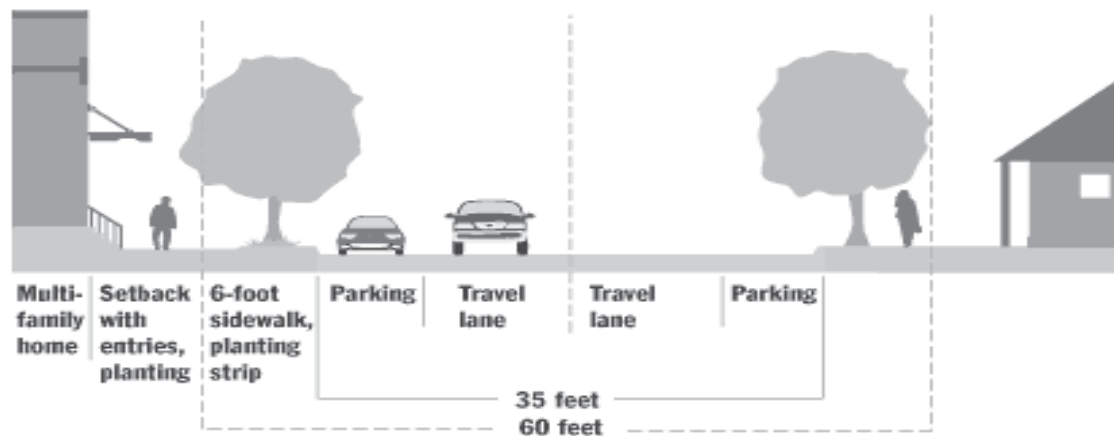 Multi-
family
home
Setback
with
entries,
planting
6-foot
sidewalk,
planting
strip
Parking
Travel
lane
Travel
lane
Parking
35 feet
60 feet